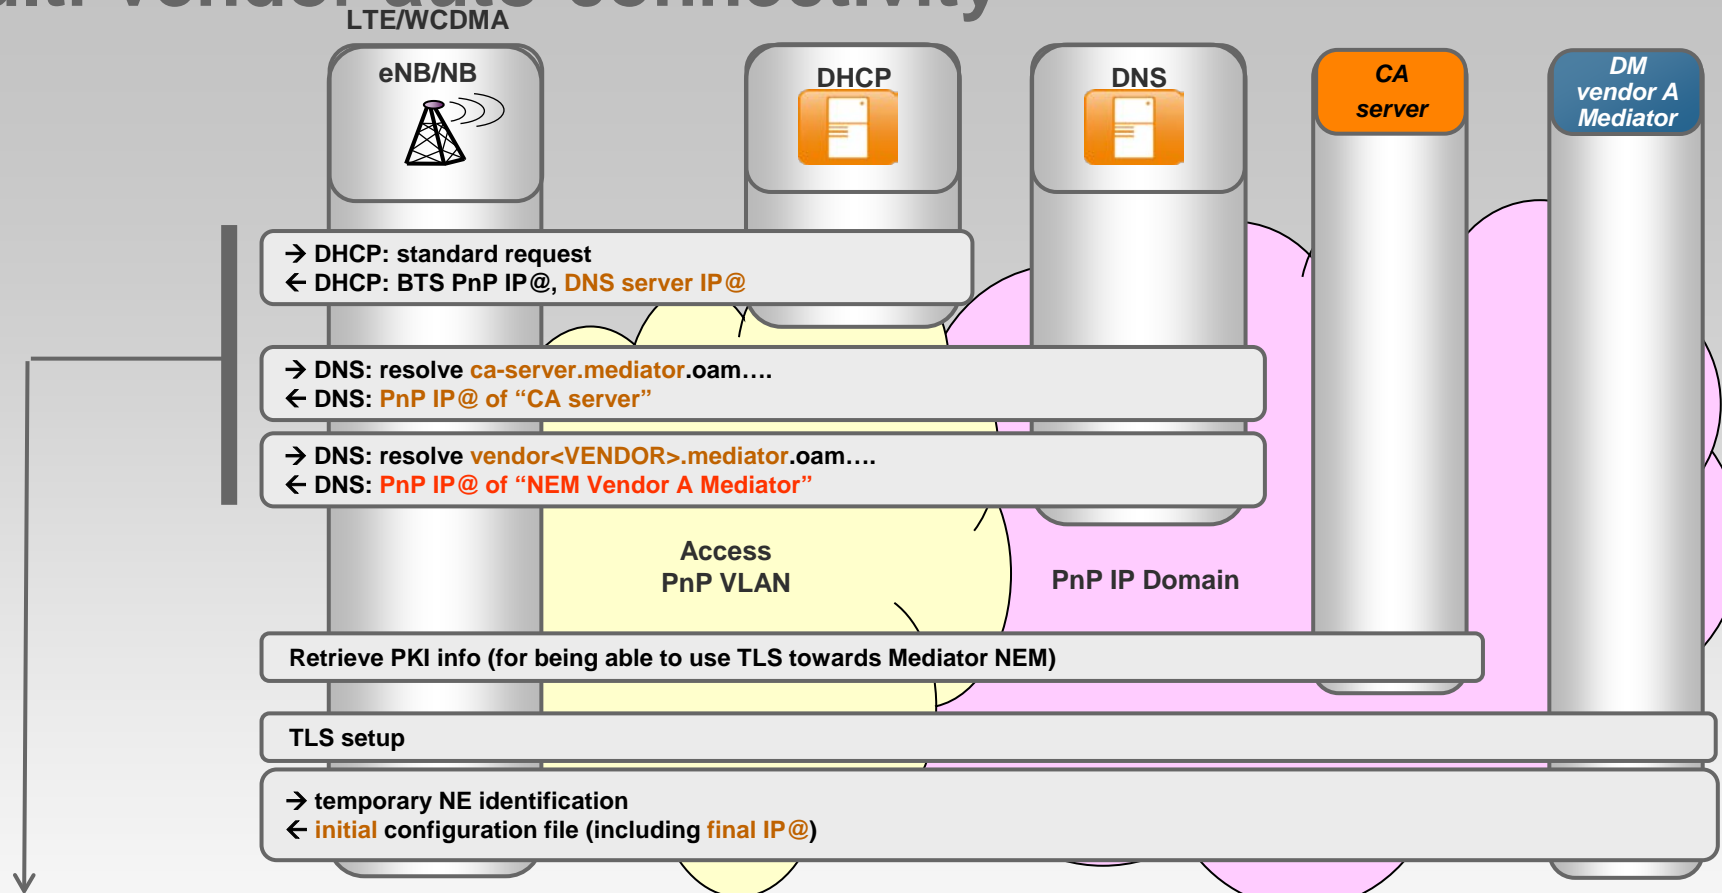 auto connectivity
LTE/WCDMA
eNB/NB
DHCP
DNS
CA
server
DM
vendor A
Mediator
→ DHCP: standard request
← DHCP: BTS PnP IP@, DNS server IP@
→ DNS: resolve ca-server.mediator.oam….
← DNS: PnP IP@ of “CA server”
→ DNS: resolve vendor<VENDOR>.mediator.oam….
← DNS: PnP IP@ of “NEM Vendor A Mediator”
Access
PnP VLAN
PnP IP Domain
Retrieve PKI info (for being able to use TLS towards Mediator NEM)
TLS setup
→ temporary NE identification
← initial configuration file (including final IP@)